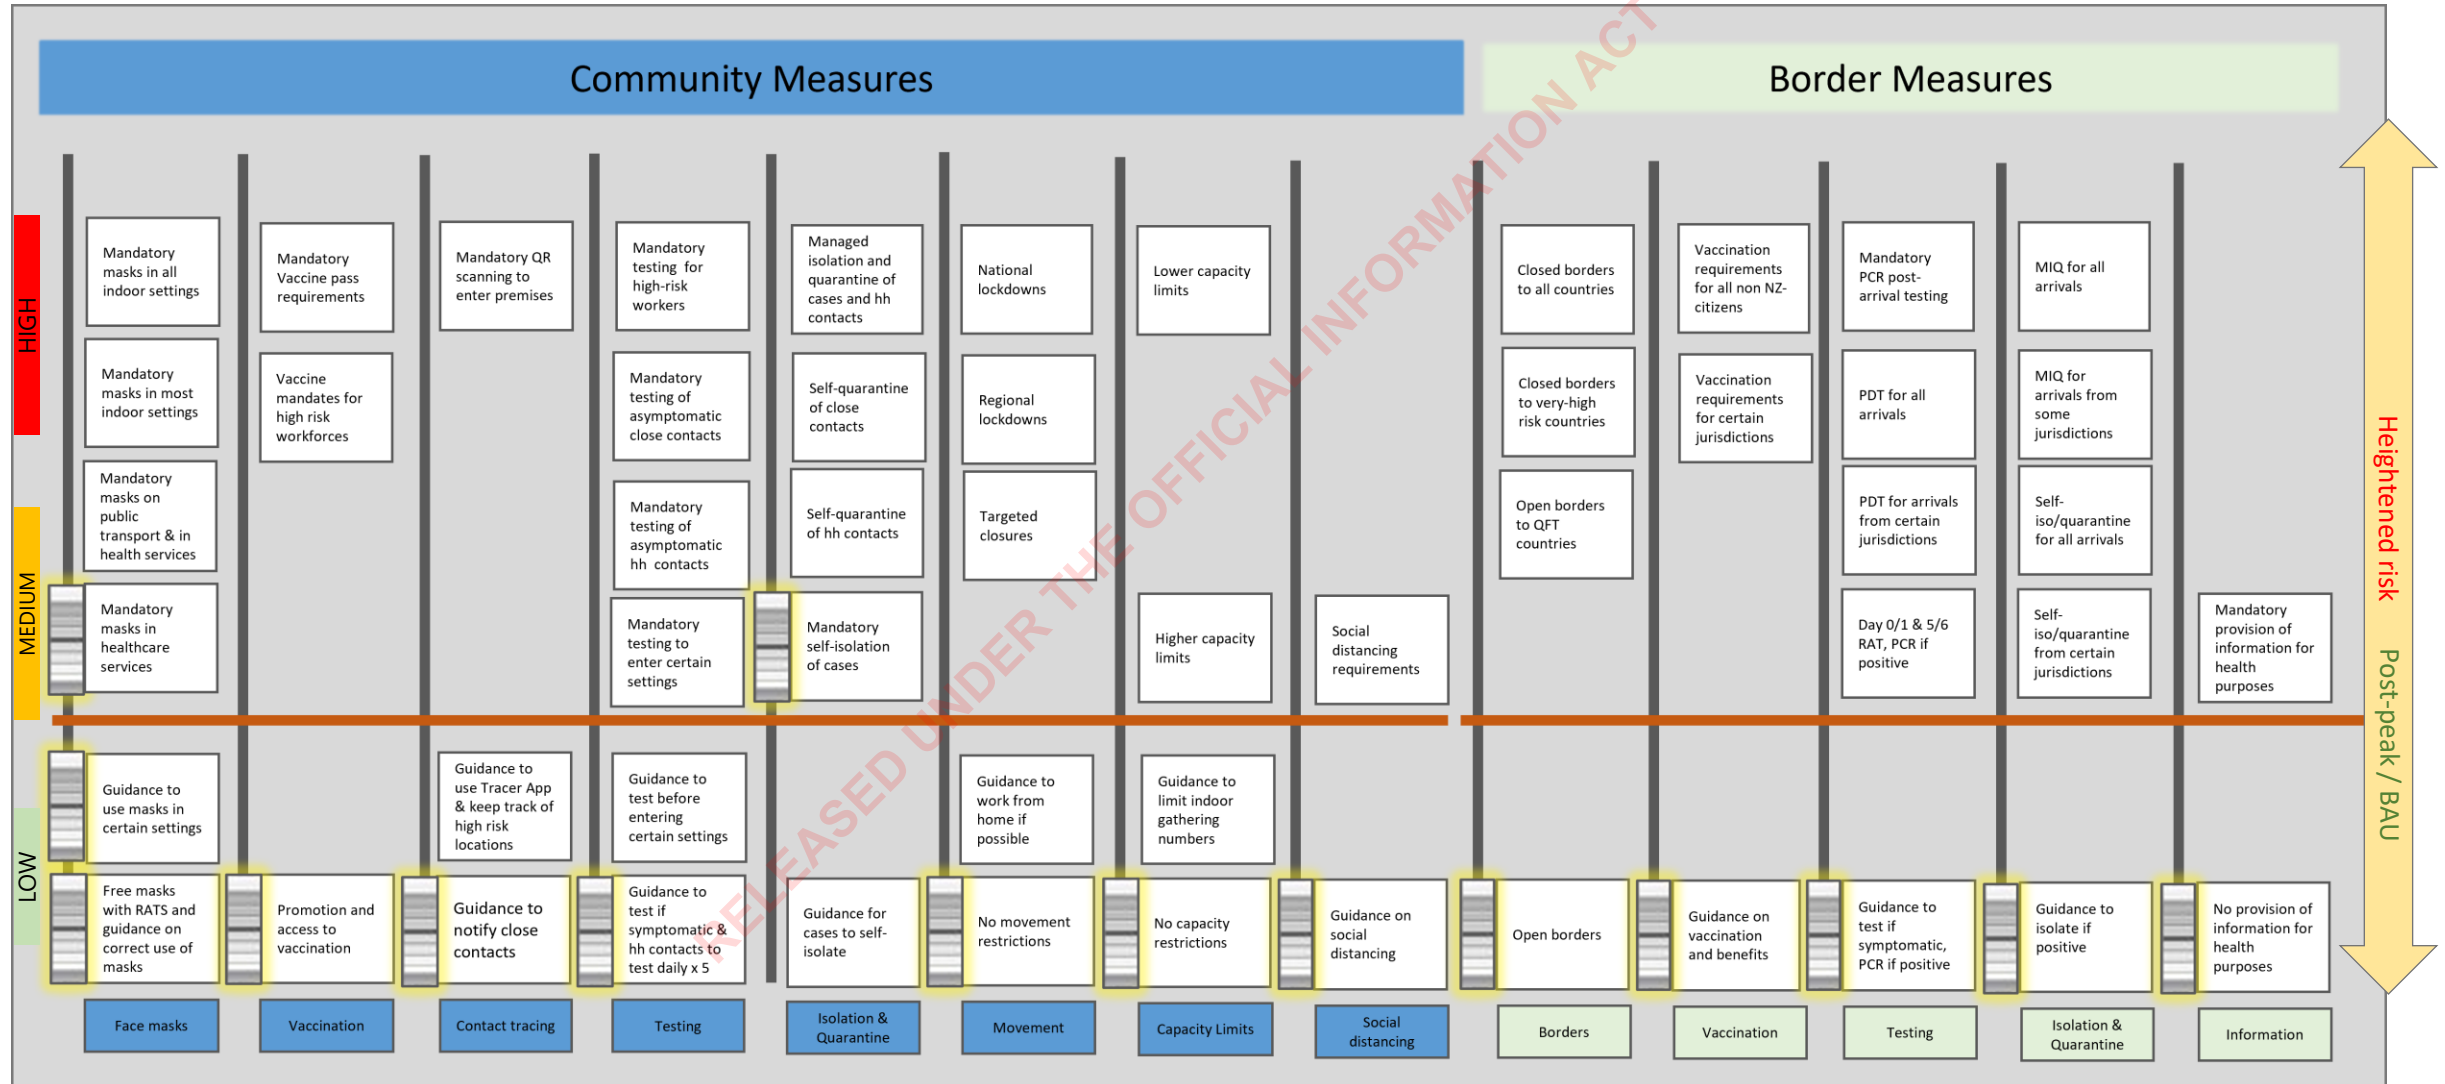 Community Measures
Border Measures
RELEASED UNDER THE OFFICIAL INFORMATION ACT
HIGH
MEDIUM
LOW
Heightened risk
Post-peak / BAU
Mandatory
masks in all
indoor settings
Mandatory
Vaccine pass
requirements
Mandatory QR
scanning to
enter premises
Mandatory
testing for
high-risk
workers
Managed
isolation and
quarantine of
cases and hh
contacts
National
lockdowns
Lower capacity
limits
Closed borders
to all countries
Vaccination
requirements
for all non NZ-
citizens
Mandatory
PCR post-
arrival testing
MIQ for all
arrivals
Mandatory
masks in most
indoor settings
Vaccine
mandates for
high risk
workforces
Mandatory
testing of
asymptomatic
close contacts
Self-quarantine
of close
contacts
Regional
lockdowns
Closed borders
to very-high
risk countries
Vaccination
requirements
for certain
jurisdictions
PDT for all
arrivals
MIQ for
arrivals from
some
jurisdictions
Mandatory
masks on
public
transport & in
health services
Mandatory
testing of
asymptomatic
hh contacts
Self-quarantine
of hh contacts
Targeted
closures
Open borders
to QFT
countries
PDT for arrivals
from certain
jurisdictions
Self-
iso/quarantine
for all arrivals
Mandatory
masks in
healthcare
services
Mandatory
testing to
enter certain
settings
Mandatory
self-isolation
of cases
Higher capacity
limits
Social
distancing
requirements
Day 0/1 & 5/6
RAT, PCR if
positive
Self-
iso/quarantine
from certain
jurisdictions
Mandatory
provision of
information for
health
purposes
Guidance to
use masks in
certain settings
Guidance to
use Tracer App
& keep track of
high risk
locations
Guidance to
test before
entering
certain settings
Guidance to
work from
home if
possible
Guidance to
limit indoor
gathering
numbers
Free masks
with RATS and
guidance on
correct use of
masks
Promotion and
access to
vaccination
Guidance to
notify close
contacts
Guidance to
test if
symptomatic &
hh contacts to
test daily x 5
Guidance for
cases to self-
isolate
No movement
restrictions
No capacity
restrictions
Guidance on
social
distancing
Open borders
Guidance on
vaccination
and benefits
Guidance to
test if
symptomatic,
PCR if positive
Guidance to
isolate if
positive
No provision of
information for
health
purposes
Face masks
Vaccination
Contact tracing
Testing
Isolation &
Quarantine
Movement
Capacity Limits
Social
distancing
Borders
Vaccination
Testing
Isolation &
Quarantine
Information